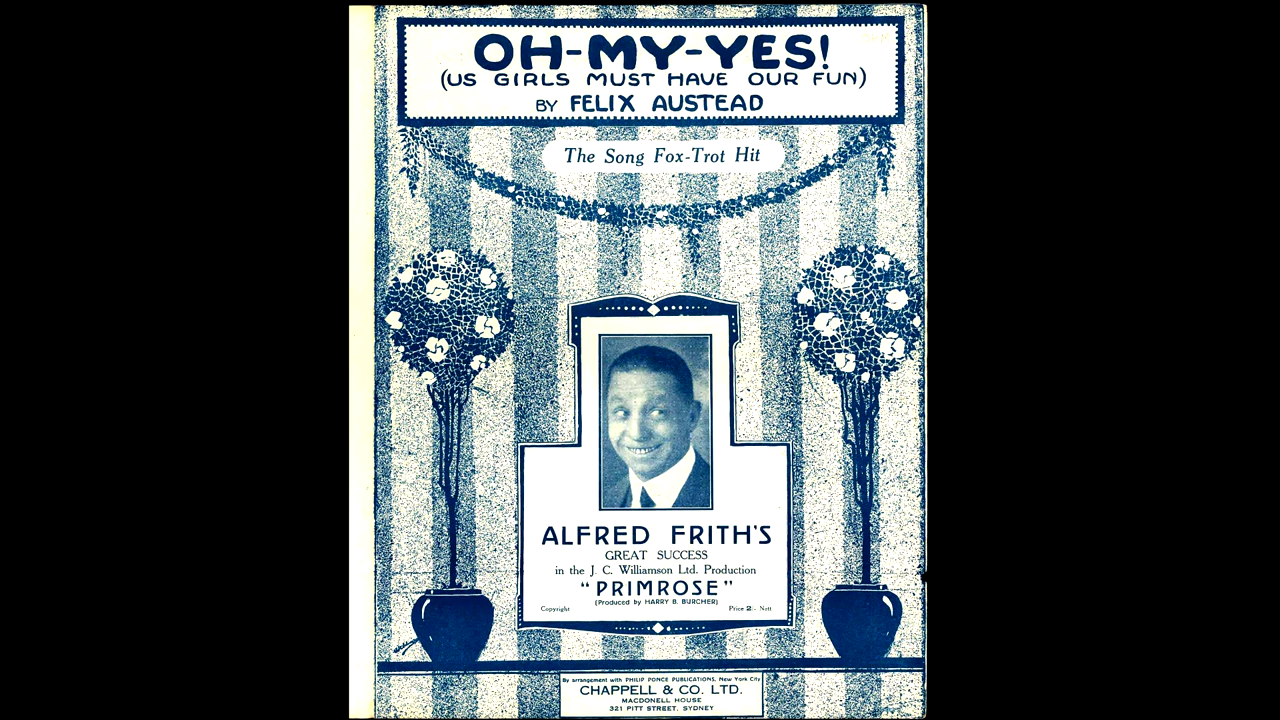 OH-MY-YES!
(US GIRLS MUST HAVE OUR FUN)
BY FELIX AUSTEAD
The Song Fox-Trot Hit
ALFRED FRITH'S
GREAT SUCCESS
in the J. C. Williamson Ltd. Production
"PRIMROSE"
(Produced by HARRY B. BURCHER)
Copyright Price 2/- Nett
By arrangement with PHILIP PONCE PUBLICATIONS, New York City
CHAPPELL & CO. LTD.
MACDONELL HOUSE
321 PITT STREET, SYDNEY